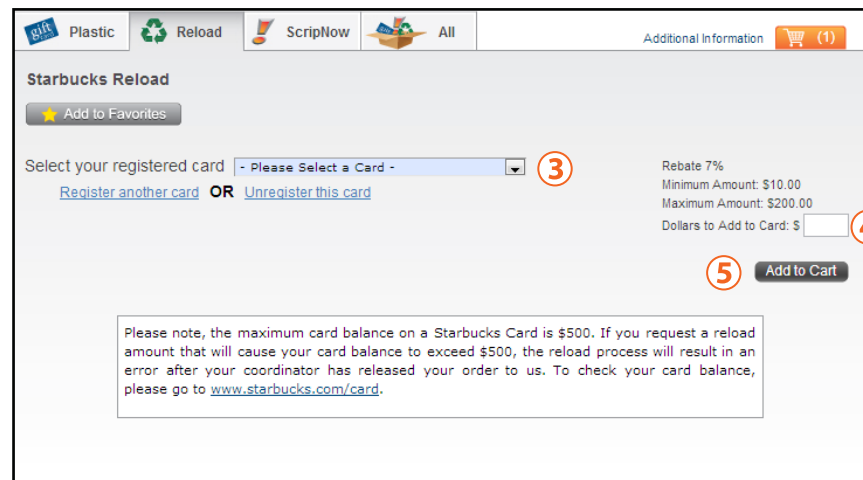 gift
Plastic
Reload
ScripNow
All
Additional Information
(1)
Starbucks Reload
Add to Favorites
Select your registered card - Please Select a Card -
3
Register another card OR Unregister this card
Rebate 7%
Minimum Amount: $10.00
Maximum Amount: $200.00
Dollars to Add to Card: $
4
5
Add to Cart
Please note, the maximum card balance on a Starbucks Card is $500. If you request a reload
amount that will cause your card balance to exceed $500, the reload process will result in an
error after your coordinator has released your order to us. To check your card balance,
please go to www.starbucks.com/card.